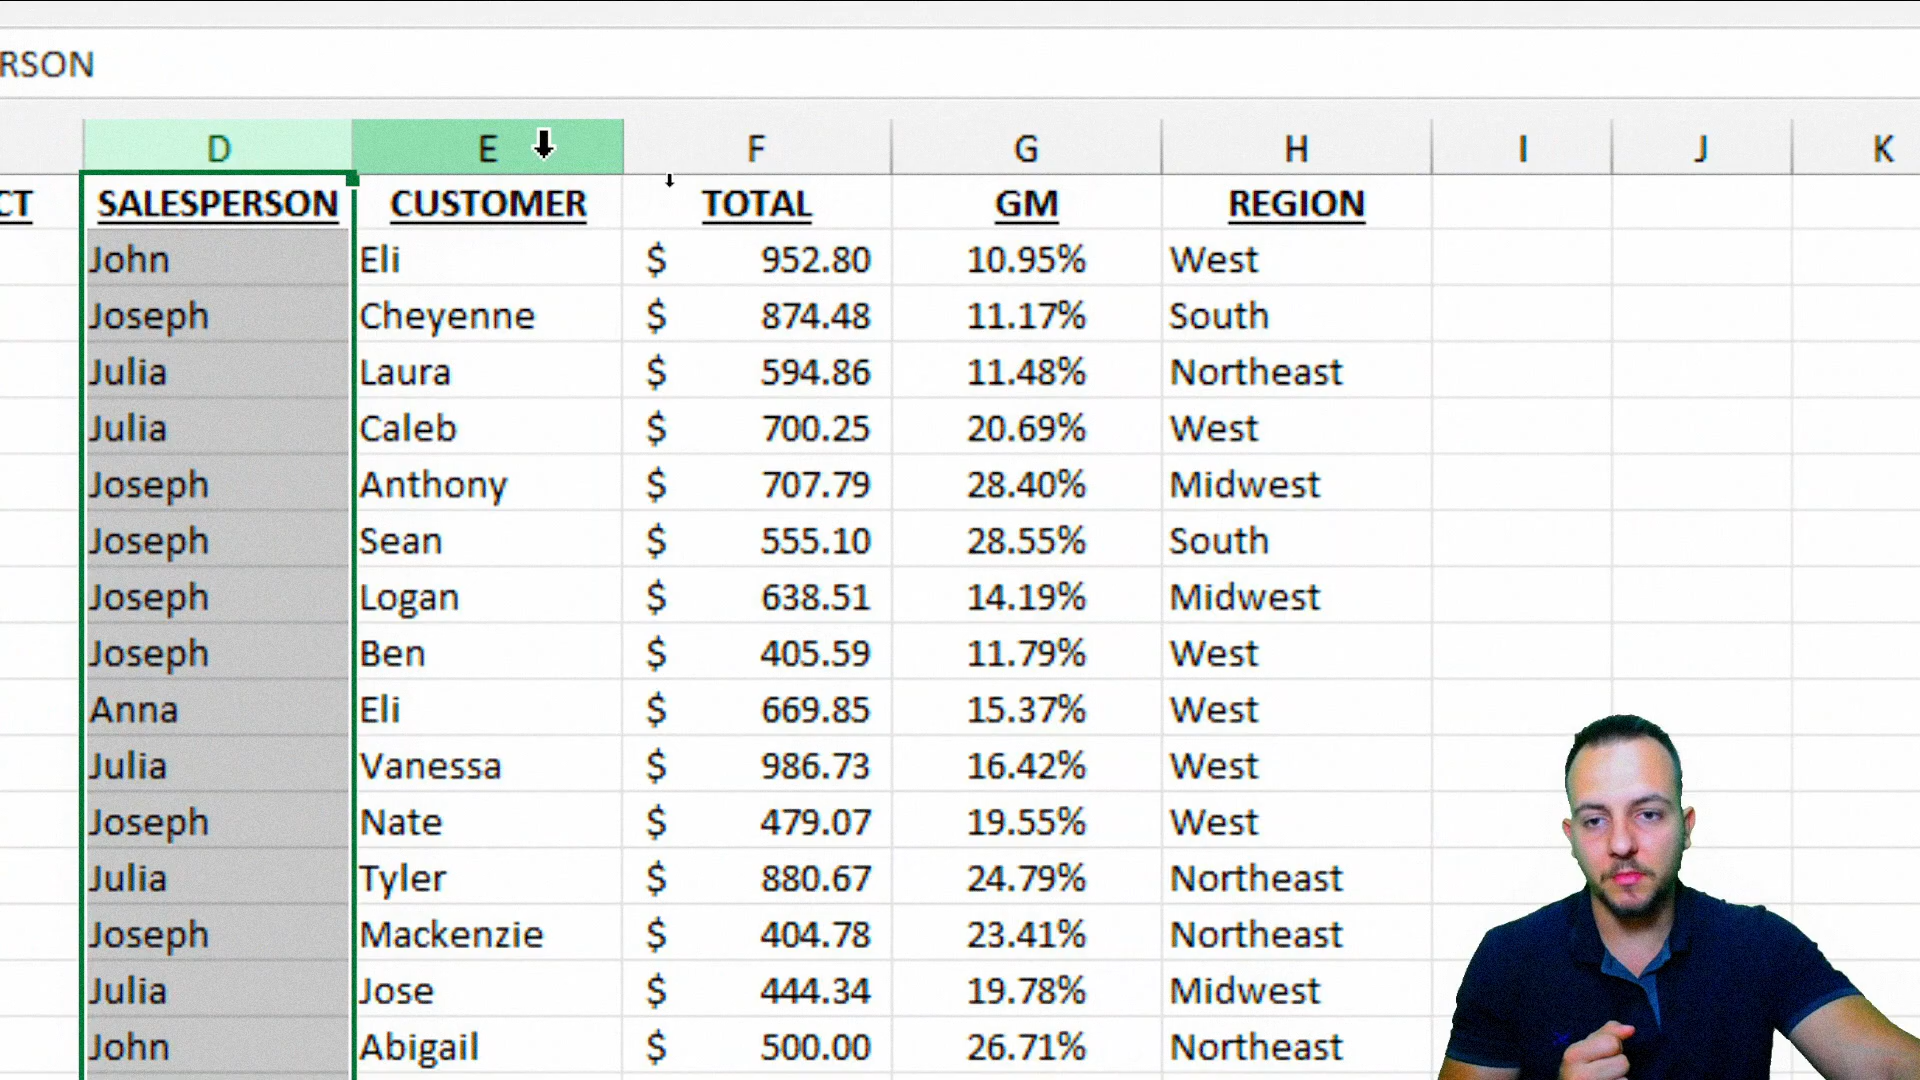 RSON
D E F G H I J K
CT SALESPERSON CUSTOMER TOTAL GM REGION
John Eli $ 952.80 10.95% West
Joseph Cheyenne $ 874.48 11.17% South
Julia Laura $ 594.86 11.48% Northeast
Julia Caleb $ 700.25 20.69% West
Joseph Anthony $ 707.79 28.40% Midwest
Joseph Sean $ 555.10 28.55% South
Joseph Logan $ 638.51 14.19% Midwest
Joseph Ben $ 405.59 11.79% West
Anna Eli $ 669.85 15.37% West
Julia Vanessa $ 986.73 16.42% West
Joseph Nate $ 479.07 19.55% West
Julia Tyler $ 880.67 24.79% Northeast
Joseph Mackenzie $ 404.78 23.41% Northeast
Julia Jose $ 444.34 19.78% Midwest
John Abigail $ 500.00 26.71% Northeast